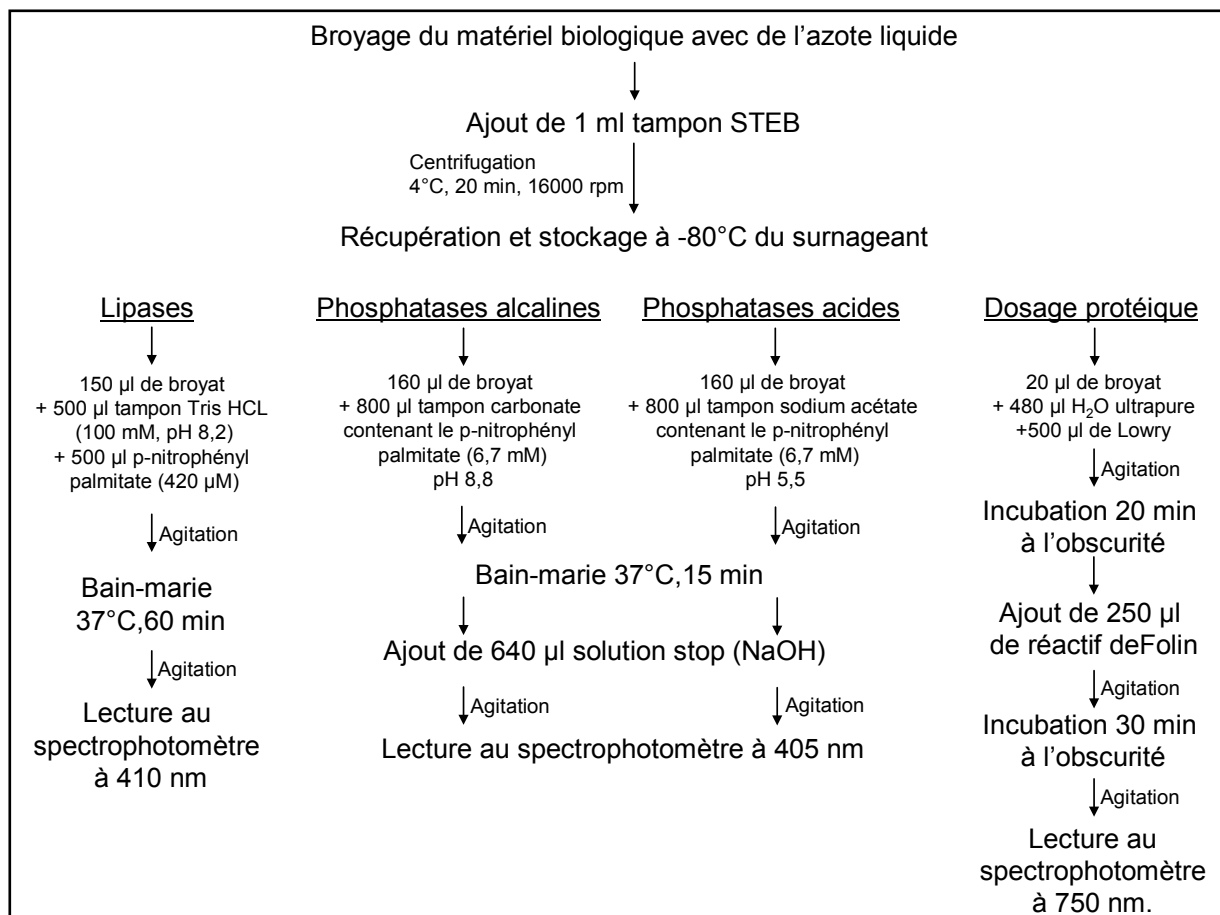 Broyage du matériel biologique avec de l'azote liquide
Ajout de 1 ml tampon STEB
Centrifugation
4°C, 20 min, 16000 rpm
Récupération et stockage à -80°C du surnageant
Lipases
150 µl de broyat
+ 500 µl tampon Tris HCL
(100 mM, pH 8,2)
+ 500 µl p-nitrophényl
palmitate (420 µM)
Agitation
Bain-marie
37°C,60 min
Agitation
Lecture au
spectrophotomètre
à 410 nm
Phosphatases alcalines
160 µl de broyat
+ 800 µl tampon carbonate
contenant le p-nitrophényl
palmitate (6,7 mM)
pH 8,8
Agitation
Phosphatases acides
160 µl de broyat
+ 800 µl tampon sodium acétate
contenant le p-nitrophényl
palmitate (6,7 mM)
pH 5,5
Agitation
Bain-marie 37°C,15 min
Ajout de 640 µl solution stop (NaOH)
Agitation
Agitation
Lecture au spectrophotomètre à 405 nm
Dosage protéique
20 µl de broyat
+ 480 µl H₂O ultrapure
+500 µl de Lowry
Agitation
Incubation 20 min
à l'obscurité
Ajout de 250 µl
de réactif deFolin
Agitation
Incubation 30 min
à l'obscurité
Agitation
Lecture au
spectrophotomètre
à 750 nm.